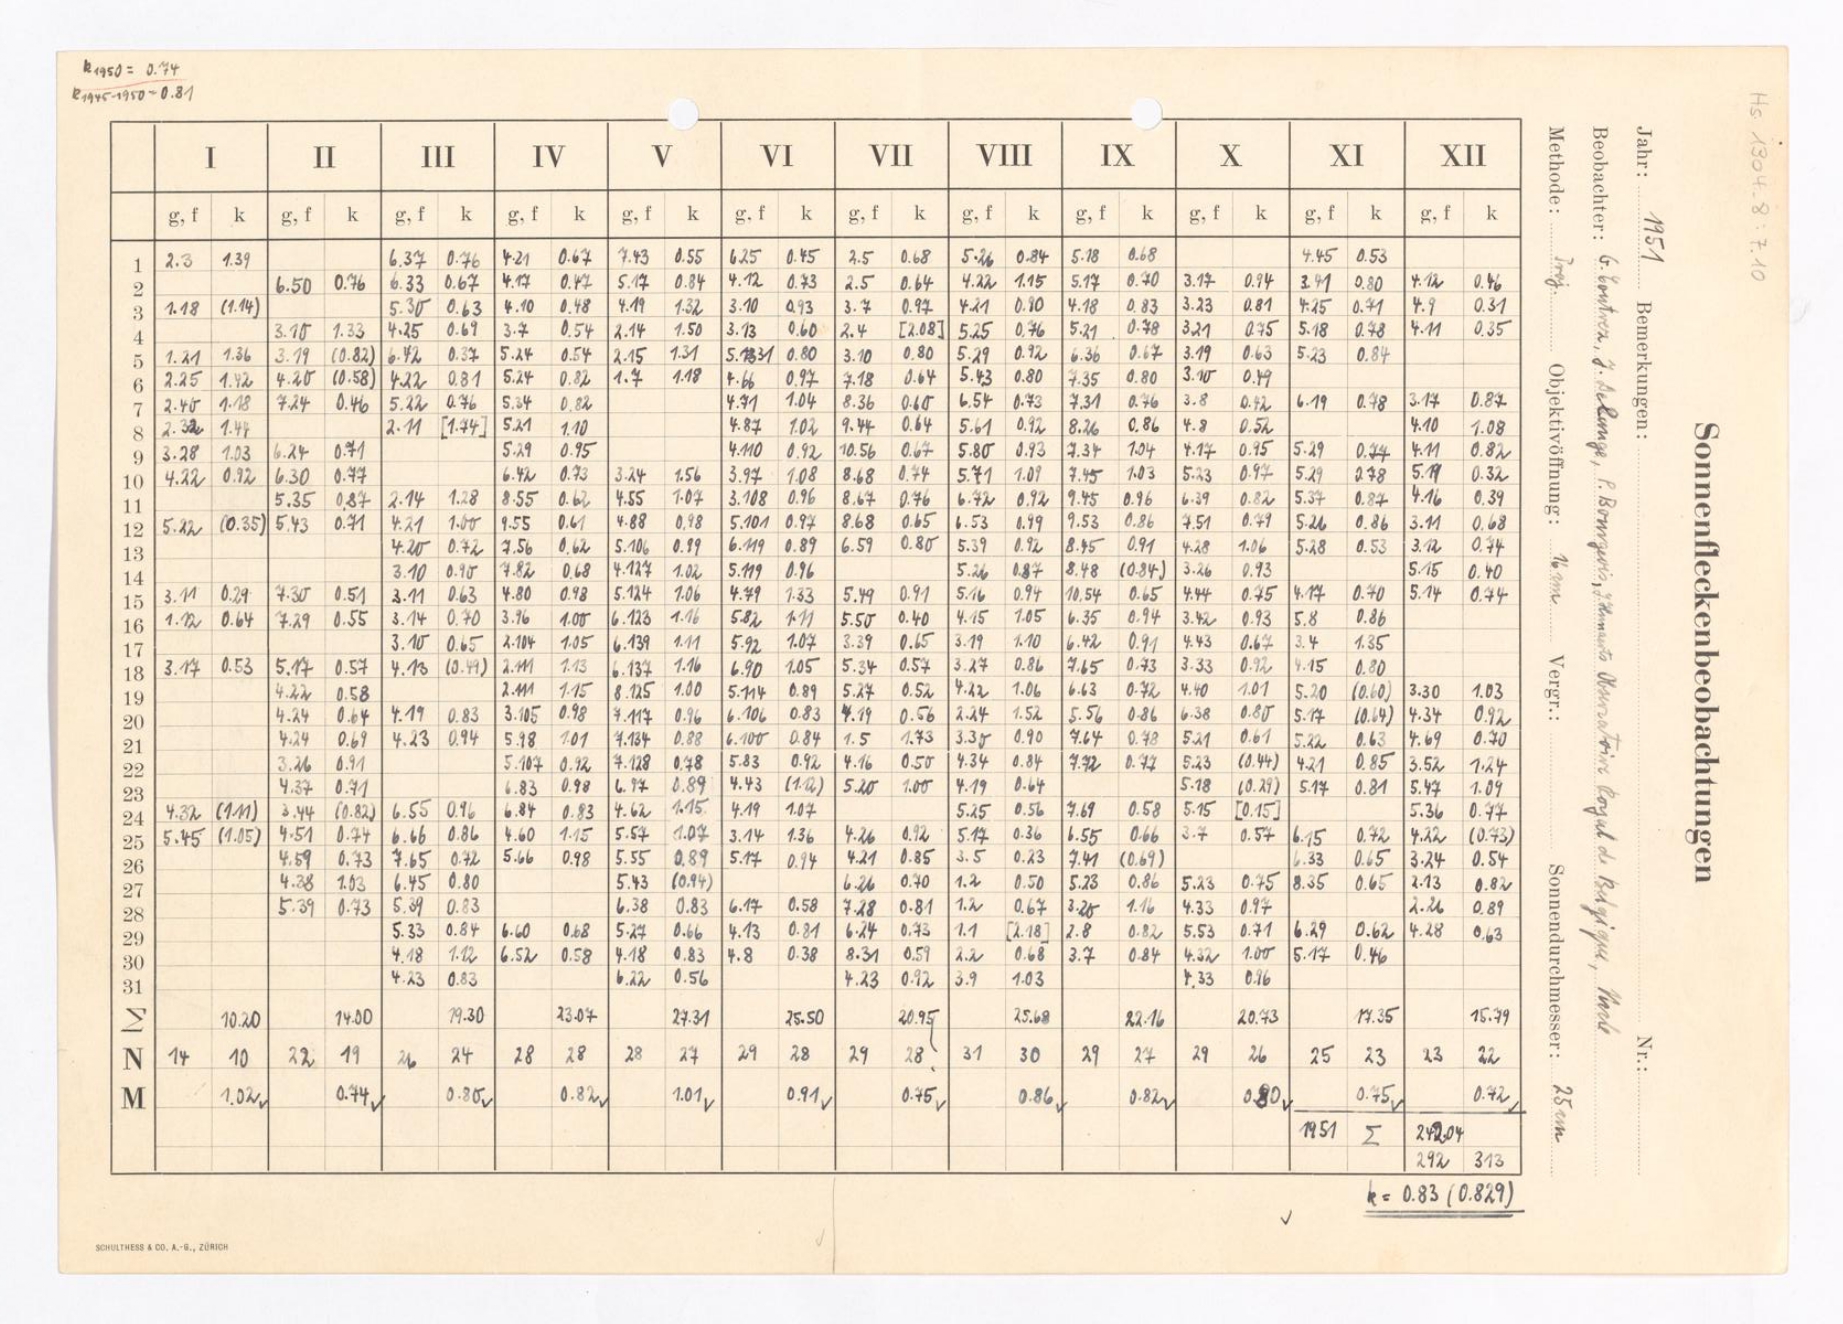 k1950 = 0.74
k1945-1950 = 0.81
Hs 1304.8:7.10
Sonnenfleckenbeobachtungen
Jahr: 1951 Bemerkungen: Nr.:
Beobachter: Observatoire Royal de Belgique, Uccle
Methode: Proj. Objektivöffnung: 16 cm Vergr.: Sonnendurchmesser: 25 cm
I II III IV V VI VII VIII IX X XI XII
g, f k g, f k g, f k g, f k g, f k g, f k g, f k g, f k g, f k g, f k g, f k g, f k
1 2.3 1.39 6.37 0.76 4.21 0.67 7.43 0.55 6.25 0.45 2.5 0.68 5.26 0.84 5.18 0.68 4.45 0.53
2 6.50 0.76 6.33 0.67 4.17 0.47 5.17 0.84 4.12 0.73 2.5 0.64 4.22 1.15 5.17 0.70 3.17 0.94 3.41 0.80 4.12 0.46
3 1.18 (1.14) 5.30 0.63 4.10 0.48 4.19 1.32 3.10 0.93 3.7 0.97 4.21 0.90 4.18 0.83 3.23 0.81 4.25 0.71 4.9 0.31
4 3.10 1.33 4.25 0.69 3.7 0.54 2.14 1.50 3.13 0.60 2.4 [2.08] 5.25 0.76 5.21 0.78 3.21 0.75 5.18 0.78 4.11 0.35
5 1.21 1.36 3.19 (0.82) 6.42 0.37 5.24 0.54 2.15 1.31 0.80 3.10 0.80 5.29 0.92 6.36 0.67 3.19 0.63 5.23 0.84
6 2.25 1.42 4.20 (0.58) 4.22 0.81 5.24 0.82 1.7 1.18 4.66 0.97 7.18 0.64 5.43 0.80 7.35 0.80 3.10 0.49
7 2.40 1.18 7.24 0.46 5.22 0.76 5.34 0.82 4.71 1.04 8.36 0.60 6.54 0.73 7.31 0.76 3.8 0.42 6.19 0.78 3.17 0.87
8 2.32 1.44 2.11 [1.74] 5.21 1.10 4.87 1.02 9.44 0.64 5.61 0.92 8.26 0.86 4.8 0.52 4.10 1.08
9 3.28 1.03 6.24 0.71 5.29 0.95 4.110 0.92 10.56 0.67 5.80 0.93 7.34 1.04 4.17 0.95 5.29 0.74 4.11 0.82
10 4.22 0.92 6.30 0.77 6.42 0.73 3.24 1.56 3.97 1.08 8.68 0.74 5.71 1.09 7.45 1.03 5.23 0.97 5.29 0.78 5.19 0.32
11 5.35 0.87 2.14 1.28 8.55 0.62 4.55 1.07 3.108 0.96 8.67 0.76 6.72 0.92 9.45 0.96 6.39 0.82 5.37 0.87 4.16 0.39
12 5.22 (0.35) 5.43 0.71 4.21 1.00 9.55 0.61 4.88 0.98 5.101 0.97 8.68 0.65 6.53 0.99 9.53 0.86 7.51 0.79 5.26 0.86 3.11 0.68
13 4.20 0.72 7.56 0.62 5.106 0.99 6.119 0.89 6.59 0.80 5.39 0.92 8.45 0.91 4.28 1.06 5.28 0.53 3.12 0.74
14 3.10 0.90 7.82 0.68 4.127 1.02 5.119 0.96 5.26 0.87 8.48 (0.84) 3.26 0.93 5.15 0.40
15 3.11 0.29 7.30 0.51 3.11 0.63 4.80 0.98 5.124 1.06 4.79 1.33 5.49 0.91 5.16 0.94 10.54 0.65 4.44 0.75 4.17 0.70 5.14 0.74
16 1.12 0.64 7.29 0.55 3.14 0.70 3.96 1.00 6.123 1.16 5.82 1.11 5.50 0.40 4.15 1.05 6.35 0.94 3.42 0.93 5.8 0.86
17 3.10 0.65 2.104 1.05 6.139 1.11 5.92 1.07 3.39 0.65 3.19 1.10 6.42 0.91 4.43 0.67 3.4 1.35
18 3.17 0.53 5.17 0.57 4.13 (0.49) 2.111 1.13 6.137 1.16 6.90 1.05 5.34 0.57 3.27 0.86 7.65 0.73 3.33 0.92 4.15 0.80
19 4.22 0.58 2.111 1.15 8.125 1.00 5.114 0.89 5.27 0.52 4.22 1.06 6.63 0.72 4.40 1.01 5.20 (0.60) 3.30 1.03
20 4.24 0.64 4.19 0.83 3.105 0.98 7.117 0.96 6.106 0.83 4.19 0.56 2.24 1.52 5.56 0.86 6.38 0.80 5.17 (0.64) 4.34 0.92
21 4.24 0.69 4.23 0.94 5.98 1.01 7.134 0.88 6.100 0.84 1.5 1.73 3.30 0.90 7.64 0.78 5.21 0.61 5.22 0.63 4.69 0.70
22 3.26 0.91 5.107 0.92 7.128 0.78 5.83 0.92 4.16 0.50 4.34 0.84 7.72 0.77 5.23 (0.44) 4.21 0.85 3.52 1.24
23 4.37 0.71 6.83 0.98 6.97 0.89 4.43 (1.12) 5.20 1.00 4.19 0.64 5.18 (0.29) 5.17 0.81 5.47 1.09
24 4.32 (1.11) 3.44 (0.82) 6.55 0.96 6.84 0.83 4.62 1.15 4.19 1.07 5.25 0.56 7.69 0.58 5.15 [0.15] 5.36 0.77
25 5.45 (1.05) 4.51 0.74 6.66 0.86 4.60 1.15 5.57 1.07 3.14 1.36 4.26 0.92 5.17 0.36 6.55 0.66 3.7 0.57 6.15 0.72 4.22 (0.73)
26 4.59 0.73 7.65 0.72 5.66 0.98 5.55 0.89 5.17 0.94 4.21 0.85 3.5 0.23 7.41 (0.69) 6.33 0.65 3.24 0.54
27 4.38 1.03 6.45 0.80 5.43 (0.94) 6.26 0.70 1.2 0.50 5.23 0.86 5.23 0.75 8.35 0.65 2.13 0.82
28 5.39 0.73 5.39 0.83 6.38 0.83 6.17 0.58 7.28 0.81 1.2 0.67 3.20 1.16 4.33 0.97 2.26 0.89
29 5.33 0.84 6.60 0.68 5.27 0.66 4.13 0.81 6.24 0.73 1.1 [2.18] 2.8 0.82 5.53 0.71 6.29 0.62 4.28 0.63
30 4.18 1.12 6.52 0.58 4.18 0.83 4.8 0.38 8.31 0.59 2.2 0.68 3.7 0.84 4.32 1.00 5.17 0.46
31 4.23 0.83 6.22 0.56 4.23 0.92 3.9 1.03 4.33 0.96
Σ 10.20 14.00 19.30 23.07 27.31 25.50 20.95 25.68 22.16 20.73 17.35 15.79
N 14 10 22 19 26 24 28 28 28 27 29 28 29 28 31 30 29 27 29 26 25 23 23 22
M 1.02 0.74 0.80 0.82 1.01 0.91 0.75 0.86 0.82 0.80 0.75 0.72
1951 Σ 242.04
292 313
k = 0.83 (0.829)
SCHULTHESS & CO. A.-G., ZÜRICH